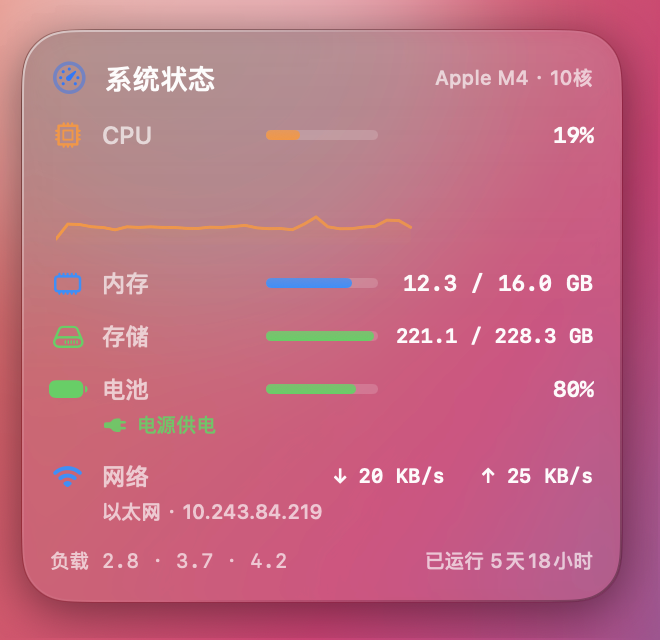 系统状态 Apple M4 · 10核
CPU 19%
内存 12.3 / 16.0 GB
存储 221.1 / 228.3 GB
电池 80%
电源供电
网络 ↓ 20 KB/s ↑ 25 KB/s
以太网 · 10.243.84.219
负载 2.8 · 3.7 · 4.2 已运行 5天18小时